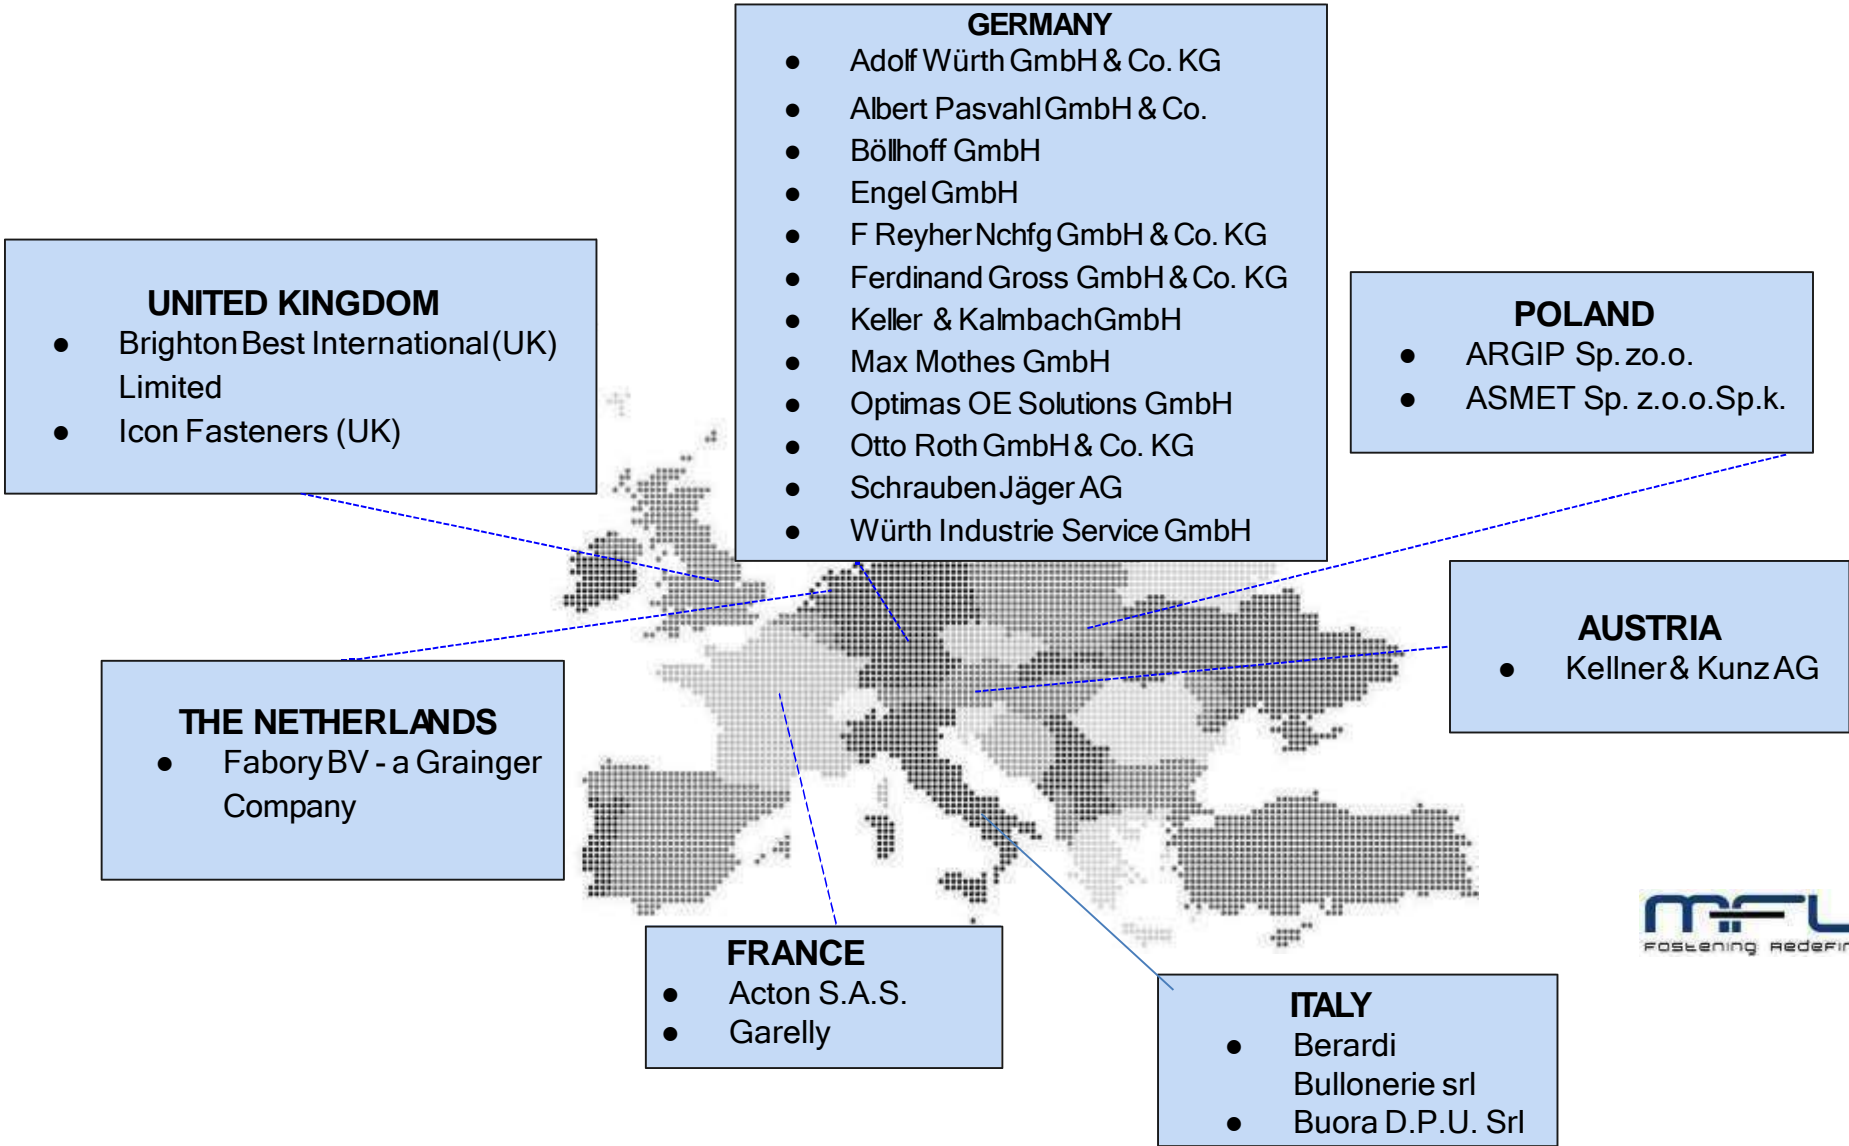 GERMANY
● Adolf Würth GmbH & Co. KG
● Albert Pasvahl GmbH & Co.
● Böllhoff GmbH
● Engel GmbH
● F Reyher Nchfg GmbH & Co. KG
● Ferdinand Gross GmbH & Co. KG
● Keller & Kalmbach GmbH
● Max Mothes GmbH
● Optimas OE Solutions GmbH
● Otto Roth GmbH & Co. KG
● Schrauben Jäger AG
● Würth Industrie Service GmbH
UNITED KINGDOM
● Brighton Best International (UK)
Limited
● Icon Fasteners (UK)
POLAND
● ARGIP Sp. zo.o.
● ASMET Sp. z.o.o.Sp.k.
AUSTRIA
● Kellner & Kunz AG
THE NETHERLANDS
● Fabory BV - a Grainger
Company
FRANCE
● Acton S.A.S.
● Garelly
ITALY
● Berardi
Bullonerie srl
● Buora D.P.U. Srl
MFL
Fastening Redefin